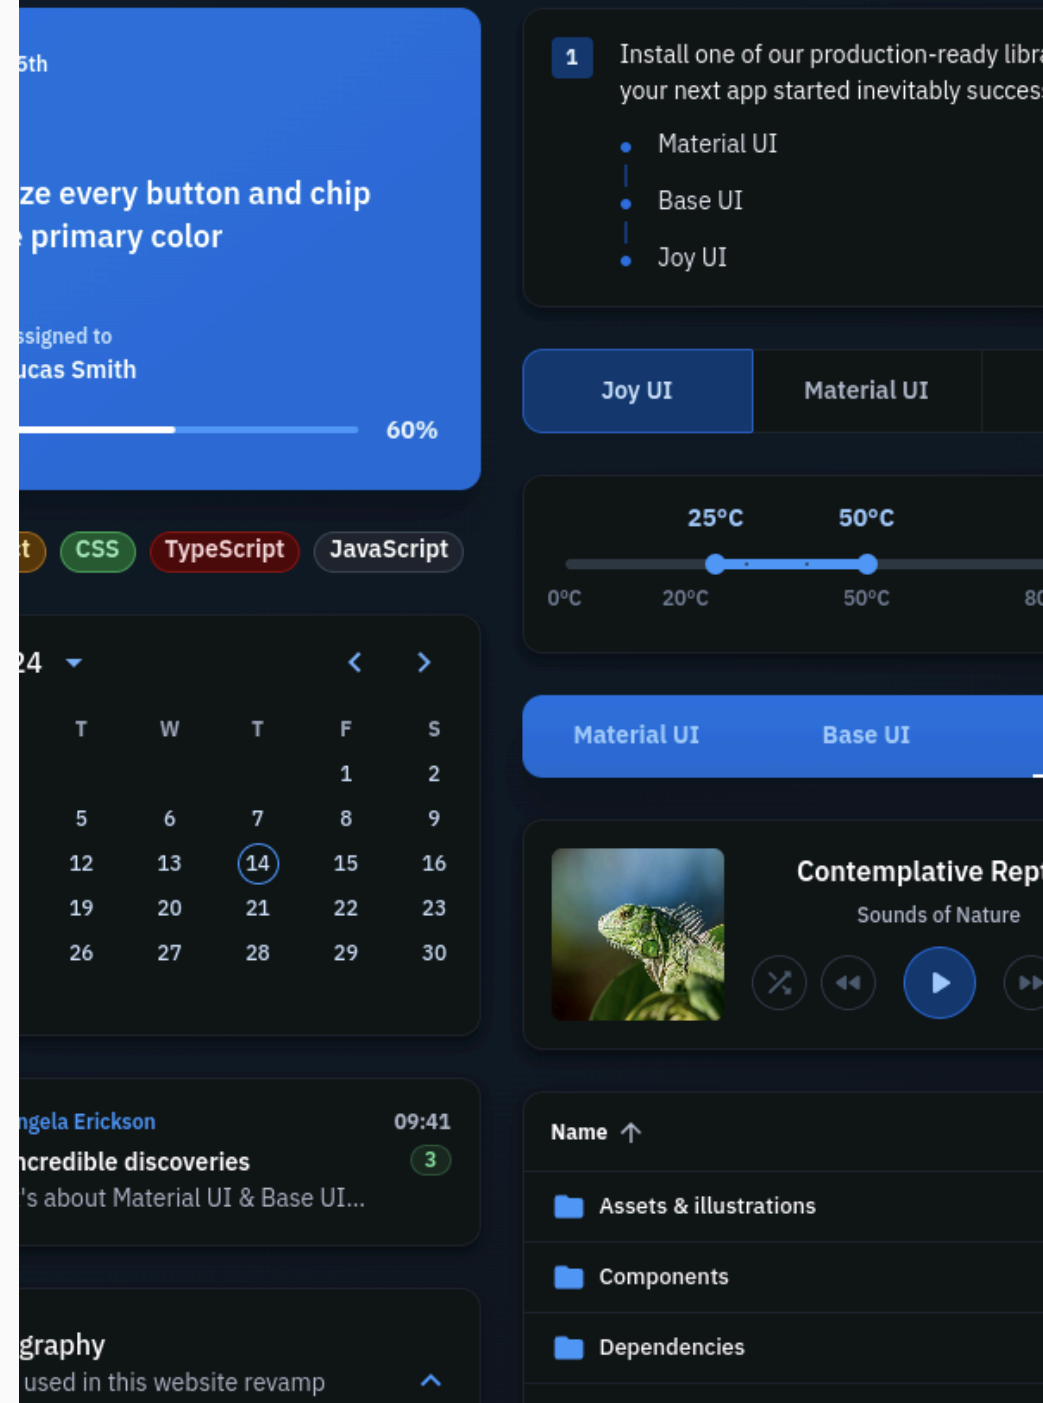 5th
ze every button and chip
primary color
ssigned to
ucas Smith
60%
CSS
TypeScript
JavaScript
24
T W T F S
1 2
5 6 7 8 9
12 13 14 15 16
19 20 21 22 23
26 27 28 29 30
ngela Erickson
09:41
ncredible discoveries
3
's about Material UI & Base UI...
graphy
used in this website revamp
1
Install one of our production-ready libra
your next app started inevitably success
Material UI
Base UI
Joy UI
Joy UI
Material UI
25°C 50°C
0°C 20°C 50°C 80
Material UI
Base UI
Contemplative Rept
Sounds of Nature
Name
Assets & illustrations
Components
Dependencies